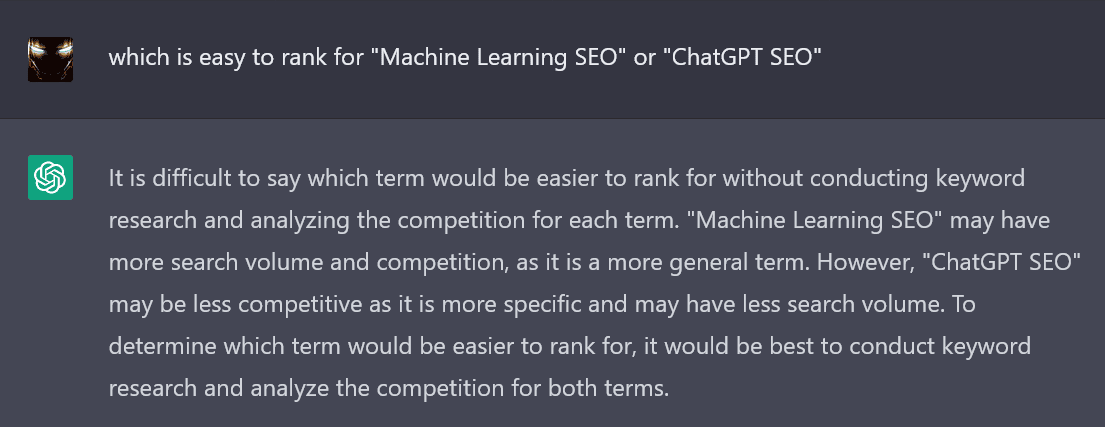 which is easy to rank for "Machine Learning SEO" or "ChatGPT SEO"
It is difficult to say which term would be easier to rank for without conducting keyword
research and analyzing the competition for each term. "Machine Learning SEO" may have
more search volume and competition, as it is a more general term. However, "ChatGPT SEO"
may be less competitive as it is more specific and may have less search volume. To
determine which term would be easier to rank for, it would be best to conduct keyword
research and analyze the competition for both terms.